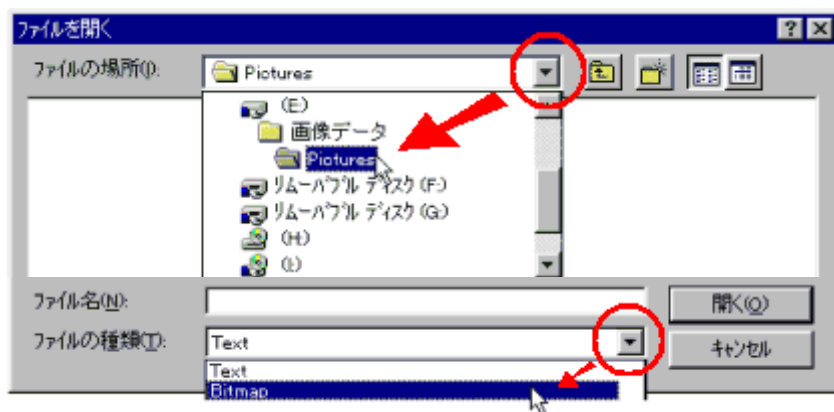 ファイルを開く
ファイルの場所(I):
Pictures
(E)
画像データ
Pictures
リムーバブル ディスク (F:)
リムーバブル ディスク (G:)
(H:)
(I:)
ファイル名(N):
開く(O)
ファイルの種類(T):
Text
キャンセル
Text
Bitmap